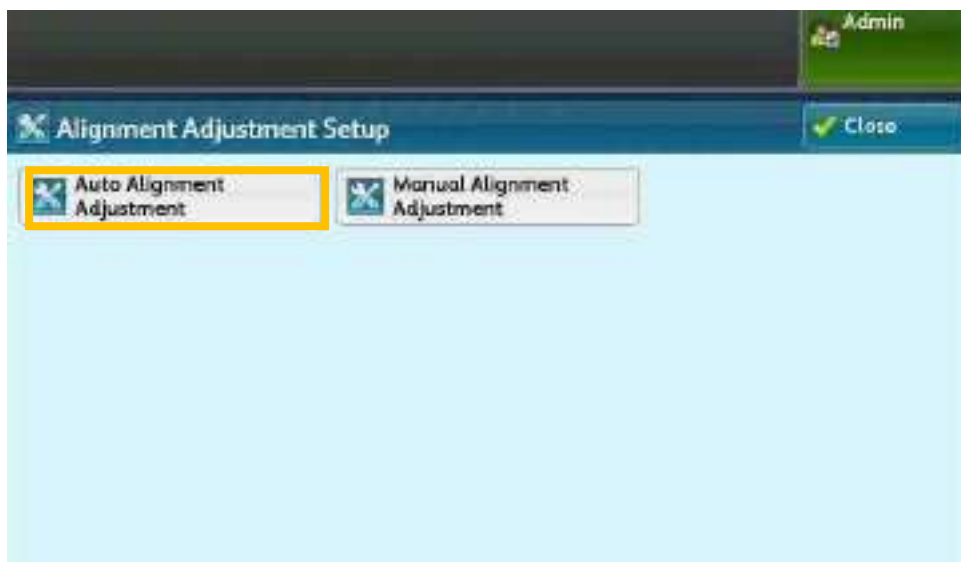 Admin
Alignment Adjustment Setup
Close
Auto Alignment
Adjustment
Manual Alignment
Adjustment